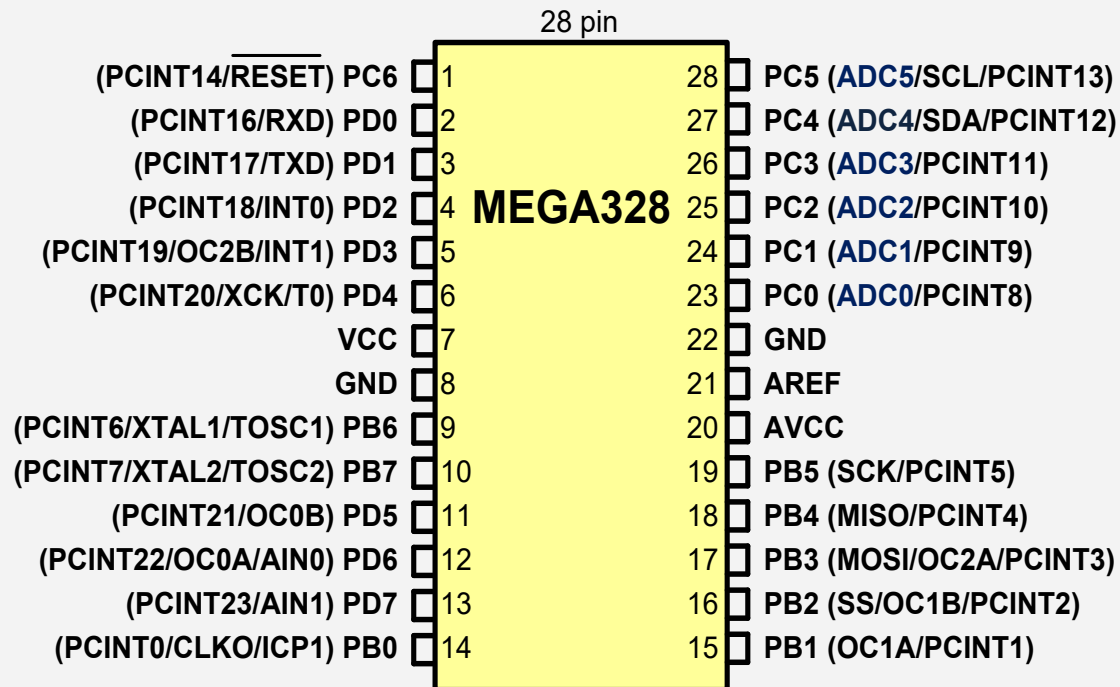 28 pin
(PCINT14/RESET) PC6 1 28 PC5 (ADC5/SCL/PCINT13)
(PCINT16/RXD) PD0 2 27 PC4 (ADC4/SDA/PCINT12)
(PCINT17/TXD) PD1 3 26 PC3 (ADC3/PCINT11)
(PCINT18/INT0) PD2 4 MEGA328 25 PC2 (ADC2/PCINT10)
(PCINT19/OC2B/INT1) PD3 5 24 PC1 (ADC1/PCINT9)
(PCINT20/XCK/T0) PD4 6 23 PC0 (ADC0/PCINT8)
VCC 7 22 GND
GND 8 21 AREF
(PCINT6/XTAL1/TOSC1) PB6 9 20 AVCC
(PCINT7/XTAL2/TOSC2) PB7 10 19 PB5 (SCK/PCINT5)
(PCINT21/OC0B) PD5 11 18 PB4 (MISO/PCINT4)
(PCINT22/OC0A/AIN0) PD6 12 17 PB3 (MOSI/OC2A/PCINT3)
(PCINT23/AIN1) PD7 13 16 PB2 (SS/OC1B/PCINT2)
(PCINT0/CLKO/ICP1) PB0 14 15 PB1 (OC1A/PCINT1)